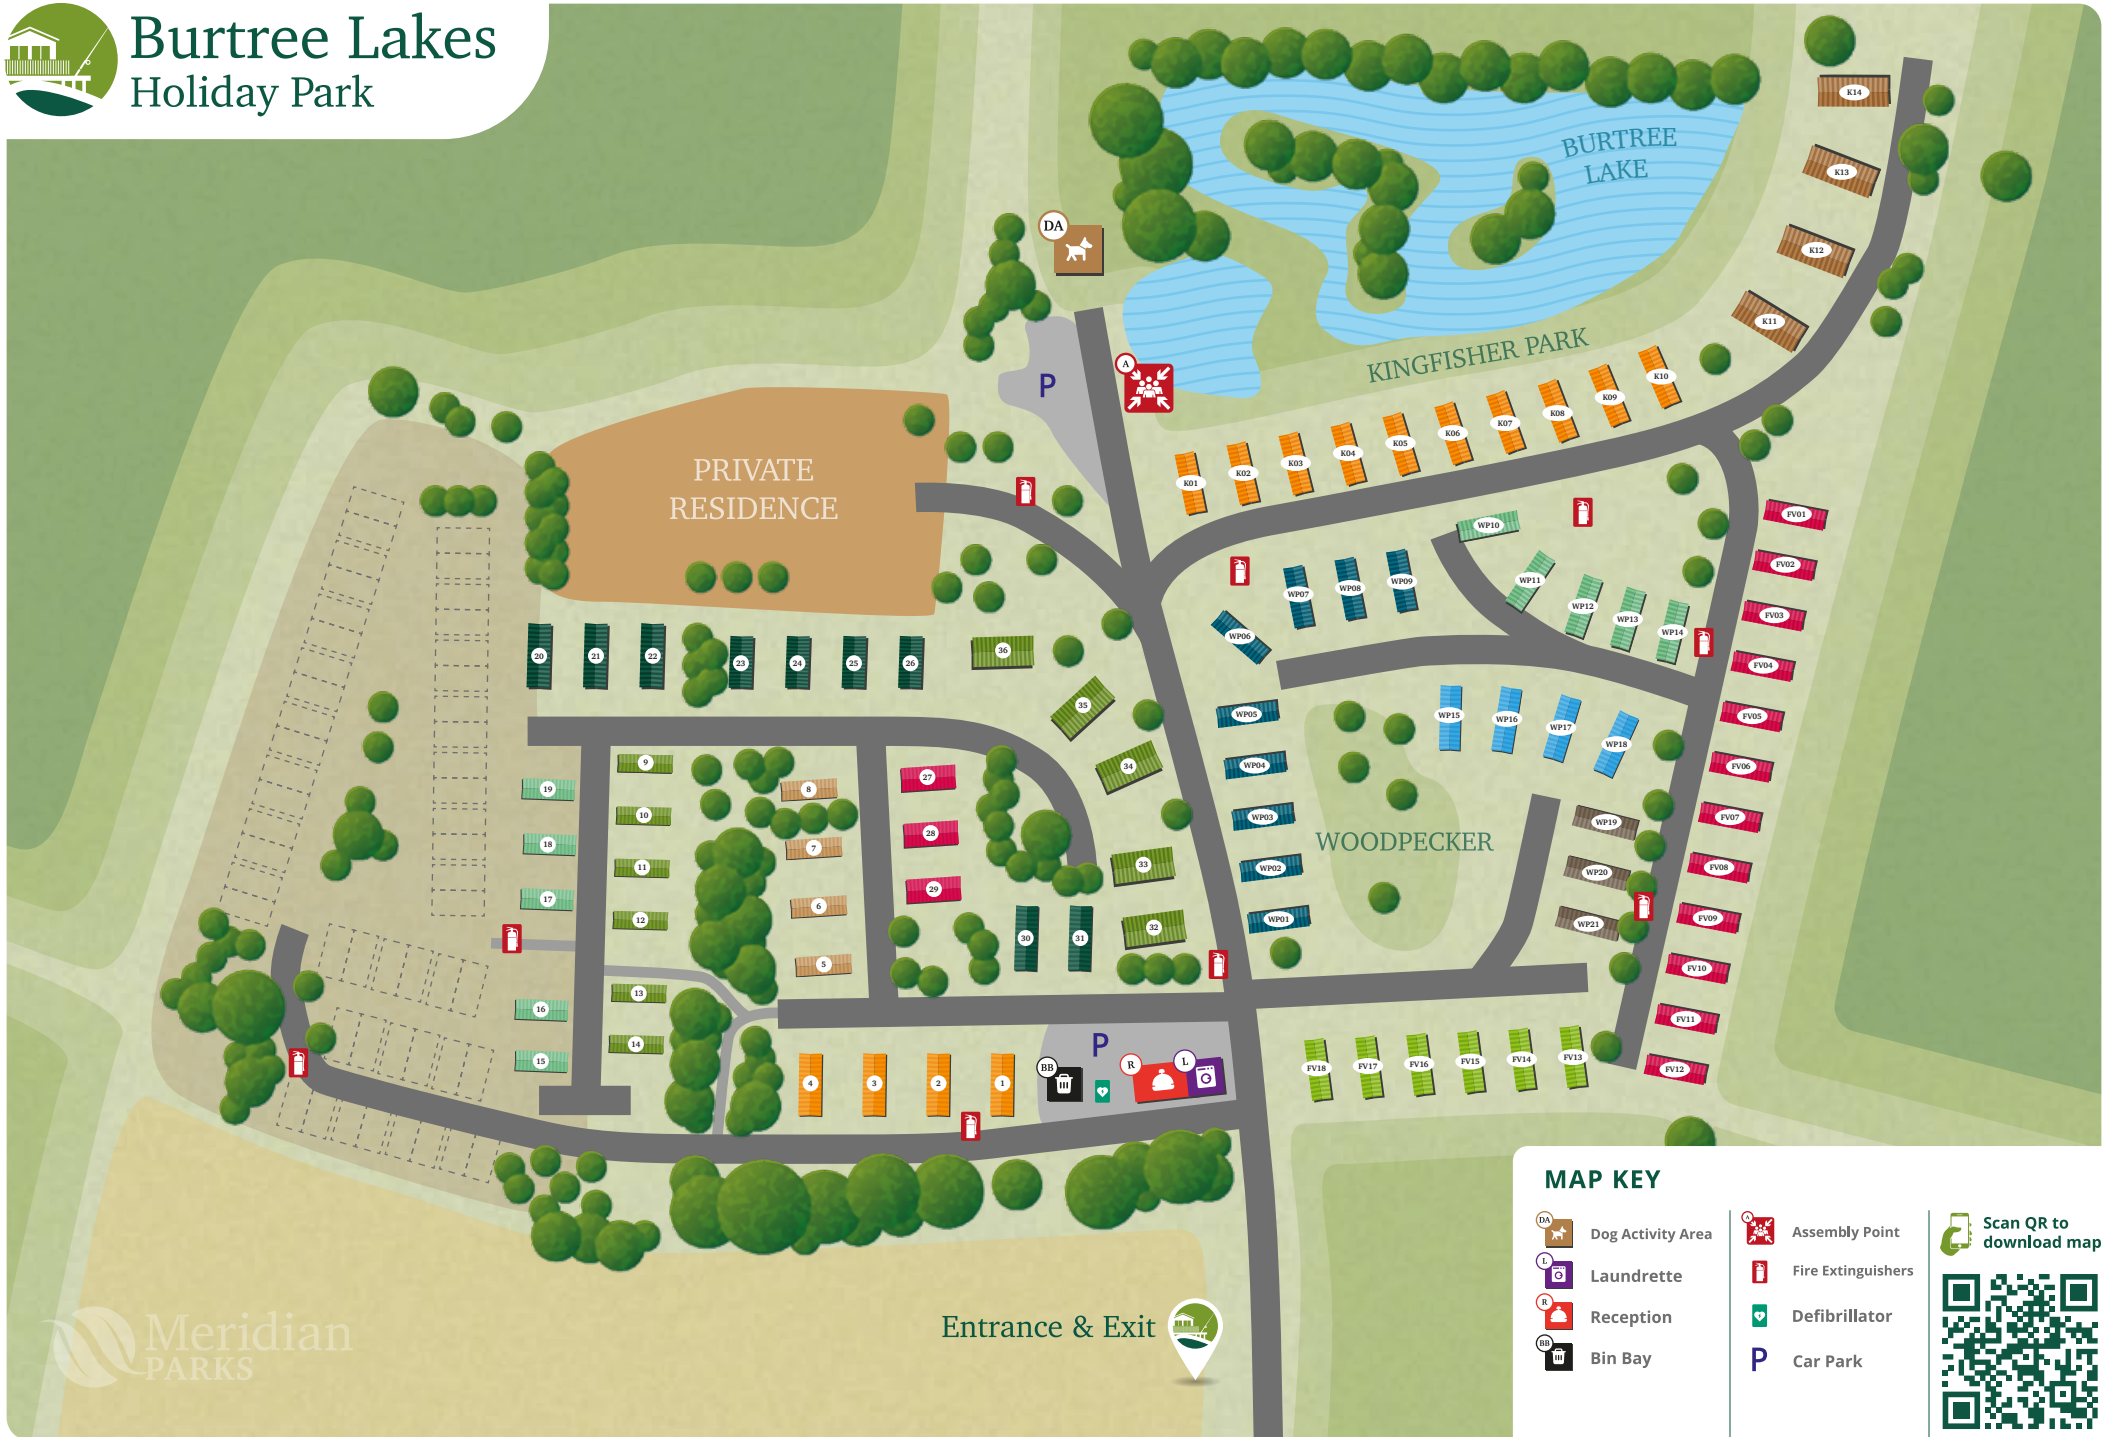 Burtree Lakes
Holiday Park
BURTREE
LAKE
DA
A
P
KINGFISHER PARK
K14
K13
K12
K11
K10
K09
K08
K07
K06
K05
K04
K03
K02
K01
PRIVATE
RESIDENCE
WP10
WP11
WP12
WP13
WP14
WP09
WP08
WP07
WP06
WP05
WP04
WP03
WP02
WP01
WP15
WP16
WP17
WP18
WP19
WP20
WP21
WOODPECKER
FV01
FV02
FV03
FV04
FV05
FV06
FV07
FV08
FV09
FV10
FV11
FV12
FV18
FV17
FV16
FV15
FV14
FV13
20
21
22
23
24
25
26
36
35
34
33
32
31
30
27
28
29
9
10
11
12
13
14
8
7
6
5
19
18
17
16
15
4
3
2
1
P
BB
R
L
Entrance & Exit
Meridian
PARKS
MAP KEY
DA
Dog Activity Area
L
Laundrette
R
Reception
BB
Bin Bay
A
Assembly Point
Fire Extinguishers
Defibrillator
P
Car Park
Scan QR to
download map